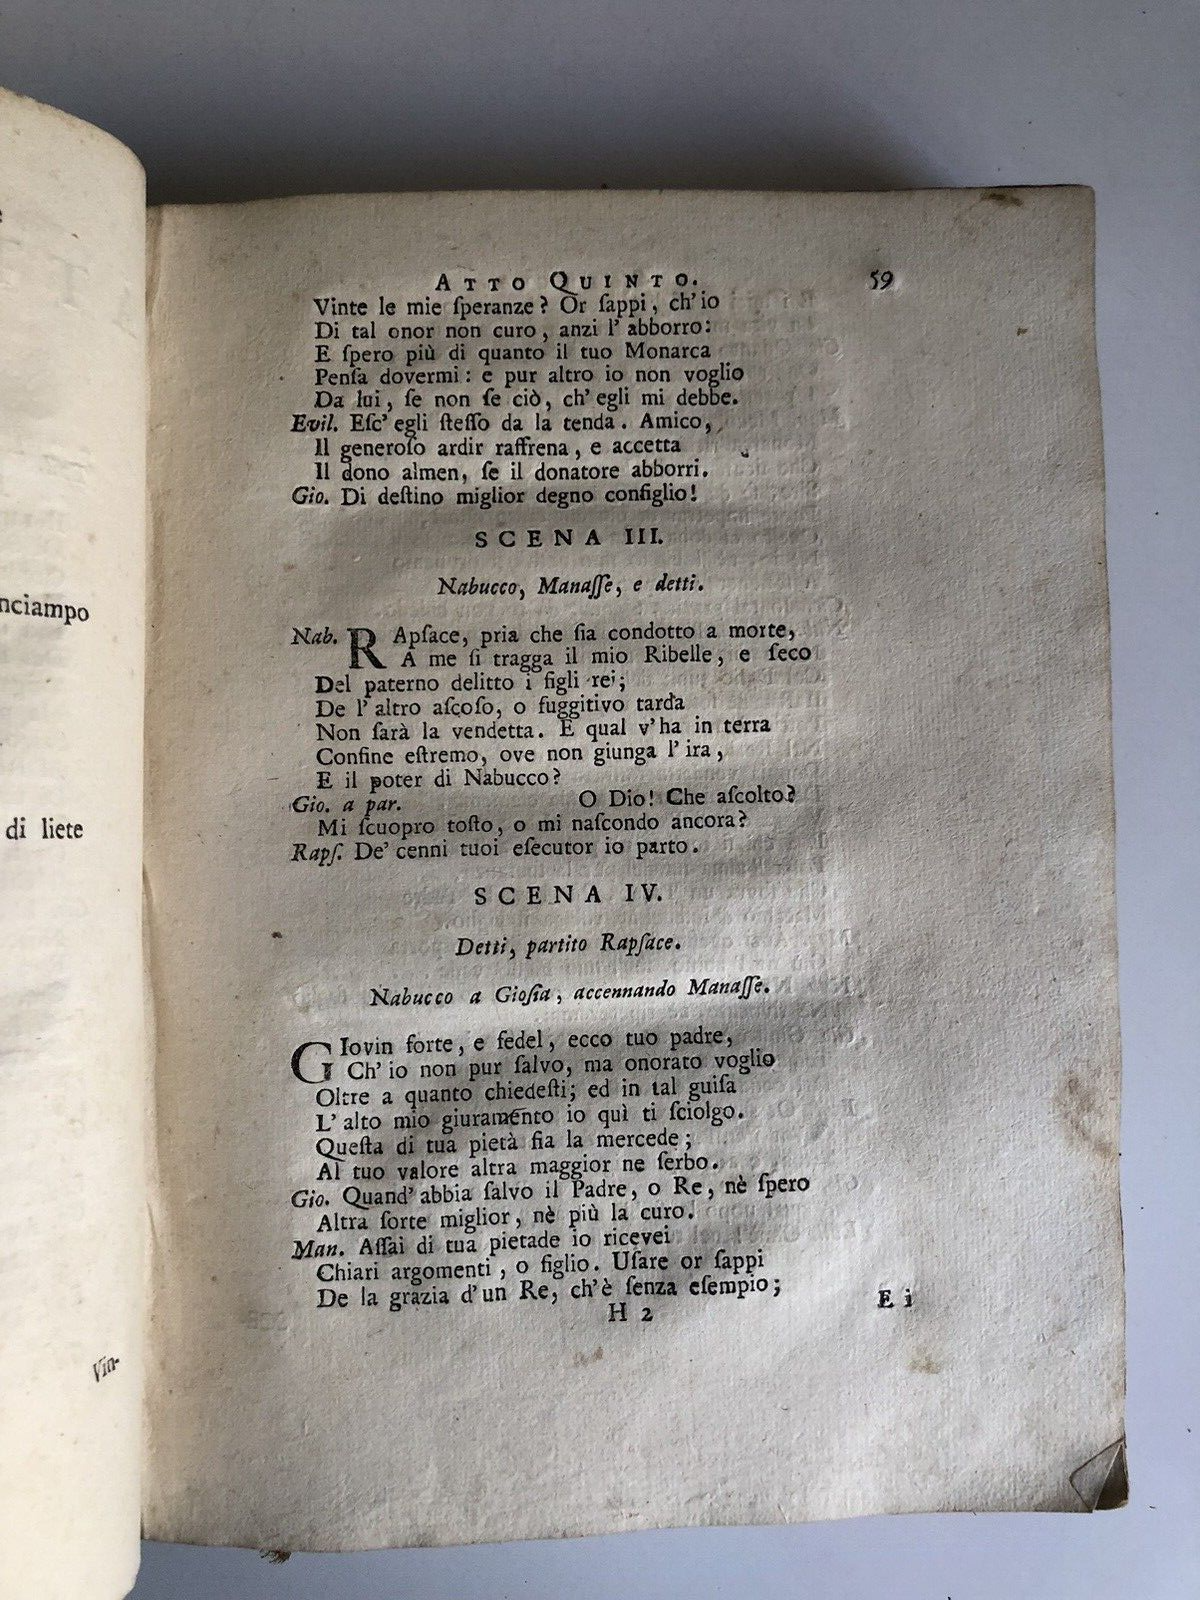 nciampo
di liete
Vin-
ATTO QUINTO. 59
Vinte le mie ſperanze? Or ſappi, ch'io
Di tal onor non curo, anzi l' abborro:
E ſpero più di quanto il tuo Monarca
Penſa dovermi: e pur altro io non voglio
Da lui, ſe non ſe ciò, ch' egli mi debbe.
Evil. Eſc' egli ſteſſo da la tenda. Amico,
Il generoſo ardir raffrena, e accetta
Il dono almen, ſe il donatore abborri.
Gio. Di deſtino miglior degno conſiglio!
SCENA III.
Nabucco, Manaſſe, e detti.
Nab. RApſace, pria che ſia condotto a morte,
A me ſi tragga il mio Ribelle, e ſeco
Del paterno delitto i figli rei;
De l' altro aſcoſo, o fuggitivo tarda
Non ſarà la vendetta. E qual v'ha in terra
Confine eſtremo, ove non giunga l' ira,
E il poter di Nabucco?
Gio. a par. O Dio! Che aſcolto?
Mi ſcuopro toſto, o mi naſcondo ancora?
Rapſ. De' cenni tuoi eſecutor io parto.
SCENA IV.
Detti, partito Rapſace.
Nabucco a Gioſia, accennando Manaſſe.
GIovin forte, e fedel, ecco tuo padre,
Ch' io non pur ſalvo, ma onorato voglio
Oltre a quanto chiedeſti; ed in tal guiſa
L' alto mio giuramento io quì ti ſciolgo.
Queſta di tua pietà ſia la mercede;
Al tuo valore altra maggior ne ſerbo.
Gio. Quand' abbia ſalvo il Padre, o Re, nè ſpero
Altra ſorte miglior, nè più la curo.
Man. Aſſai di tua pietade io ricevei
Chiari argomenti, o figlio. Uſare or ſappi
De la grazia d'un Re, ch'è ſenza eſempio;
H 2 Ei